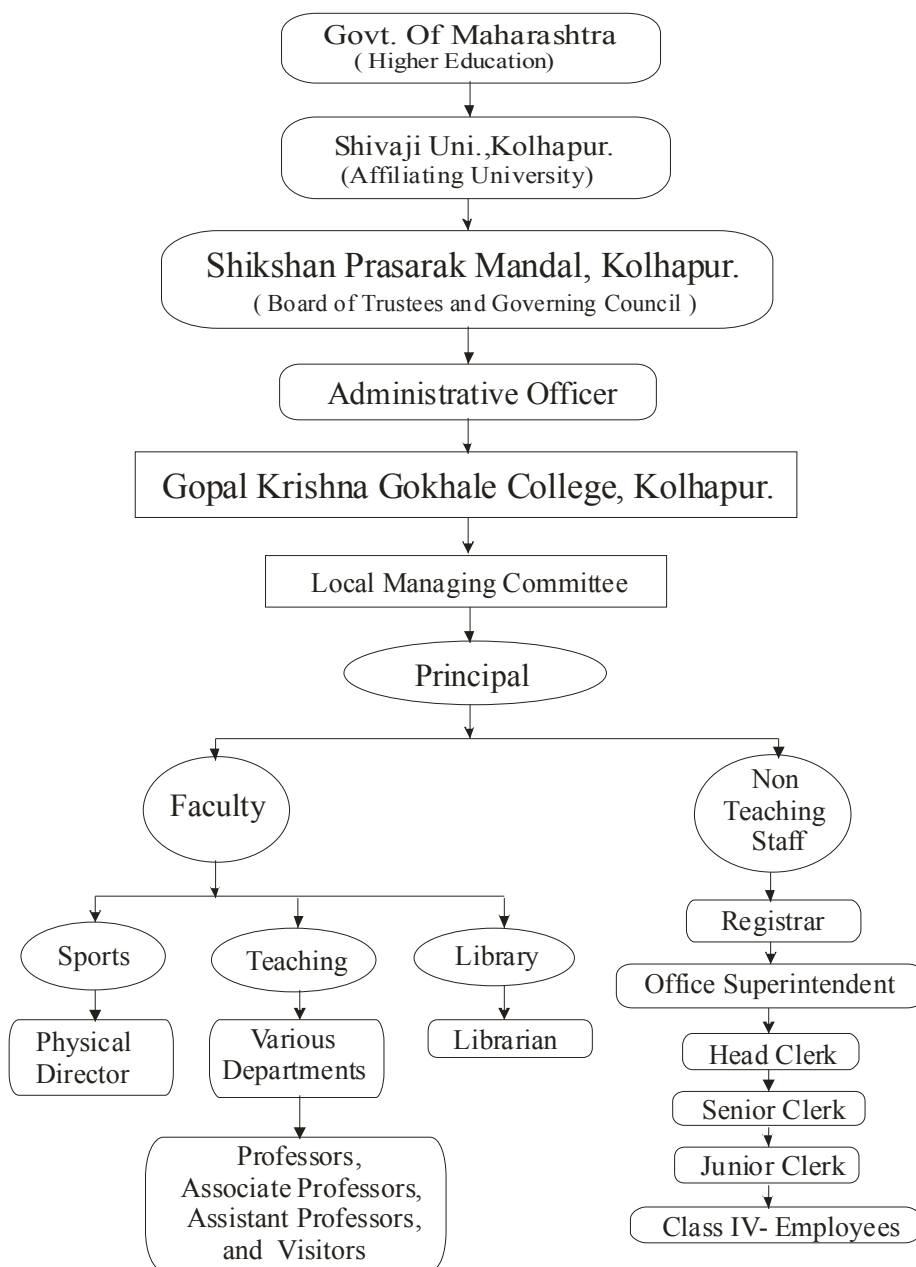 Govt. Of Maharashtra
( Higher Education)
Shivaji Uni.,Kolhapur.
(Affiliating University)
Shikshan Prasarak Mandal, Kolhapur.
( Board of Trustees and Governing Council )
Administrative Officer
Gopal Krishna Gokhale College, Kolhapur.
Local Managing Committee
Principal
Faculty
Non
Teaching
Staff
Sports
Teaching
Library
Physical
Director
Various
Departments
Librarian
Professors,
Associate Professors,
Assistant Professors,
and Visitors
Registrar
Office Superintendent
Head Clerk
Senior Clerk
Junior Clerk
Class IV- Employees